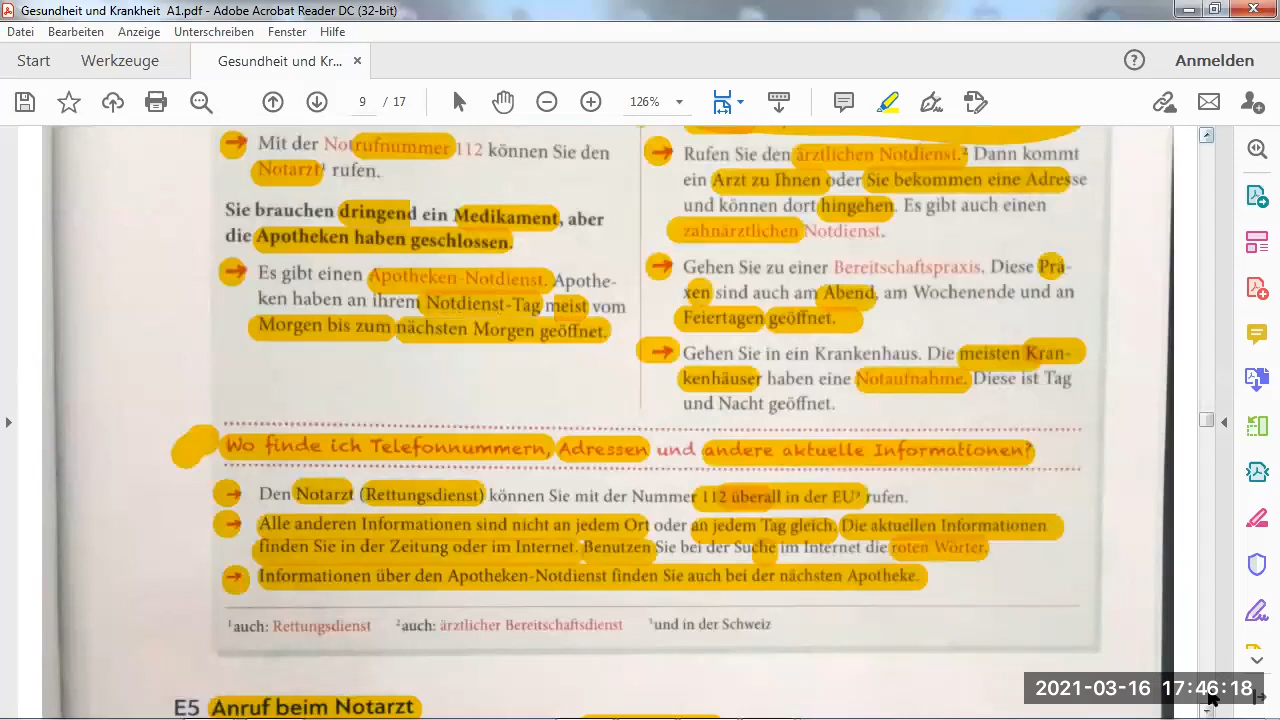 Gesundheit und Krankheit A1.pdf - Adobe Acrobat Reader DC (32-bit)
Datei Bearbeiten Anzeige Unterschreiben Fenster Hilfe
Start Werkzeuge Gesundheit und Kr... × Anmelden
9 / 17 126%
Mit der Notrufnummer 112 können Sie den
Notarzt¹ rufen.
Sie brauchen dringend ein Medikament, aber
die Apotheken haben geschlossen.
Es gibt einen Apotheken-Notdienst. Apothe-
ken haben an ihrem Notdienst-Tag meist vom
Morgen bis zum nächsten Morgen geöffnet.
Rufen Sie den ärztlichen Notdienst.² Dann kommt
ein Arzt zu Ihnen oder Sie bekommen eine Adresse
und können dort hingehen. Es gibt auch einen
zahnärztlichen Notdienst.
Gehen Sie zu einer Bereitschaftspraxis. Diese Pra-
xen sind auch am Abend, am Wochenende und an
Feiertagen geöffnet.
Gehen Sie in ein Krankenhaus. Die meisten Kran-
kenhäuser haben eine Notaufnahme. Diese ist Tag
und Nacht geöffnet.
Wo finde ich Telefonnummern, Adressen und andere aktuelle Informationen?
Den Notarzt (Rettungsdienst) können Sie mit der Nummer 112 überall in der EU³ rufen.
Alle anderen Informationen sind nicht an jedem Ort oder an jedem Tag gleich. Die aktuellen Informationen
finden Sie in der Zeitung oder im Internet. Benutzen Sie bei der Suche im Internet die roten Wörter.
Informationen über den Apotheken-Notdienst finden Sie auch bei der nächsten Apotheke.
¹auch: Rettungsdienst ²auch: ärztlicher Bereitschaftsdienst ³und in der Schweiz
E5 Anruf beim Notarzt
2021-03-16 17:46:18